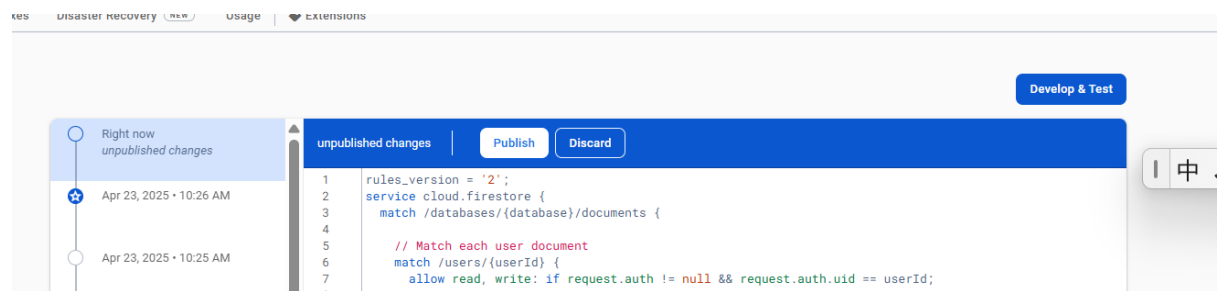 Disaster Recovery NEW Usage Extensions
Develop & Test
Right now
unpublished changes
Apr 23, 2025 • 10:26 AM
Apr 23, 2025 • 10:25 AM
unpublished changes Publish Discard
1 rules_version = '2';
2 service cloud.firestore {
3 match /databases/{database}/documents {
4
5 // Match each user document
6 match /users/{userId} {
7 allow read, write: if request.auth != null && request.auth.uid == userId;
中